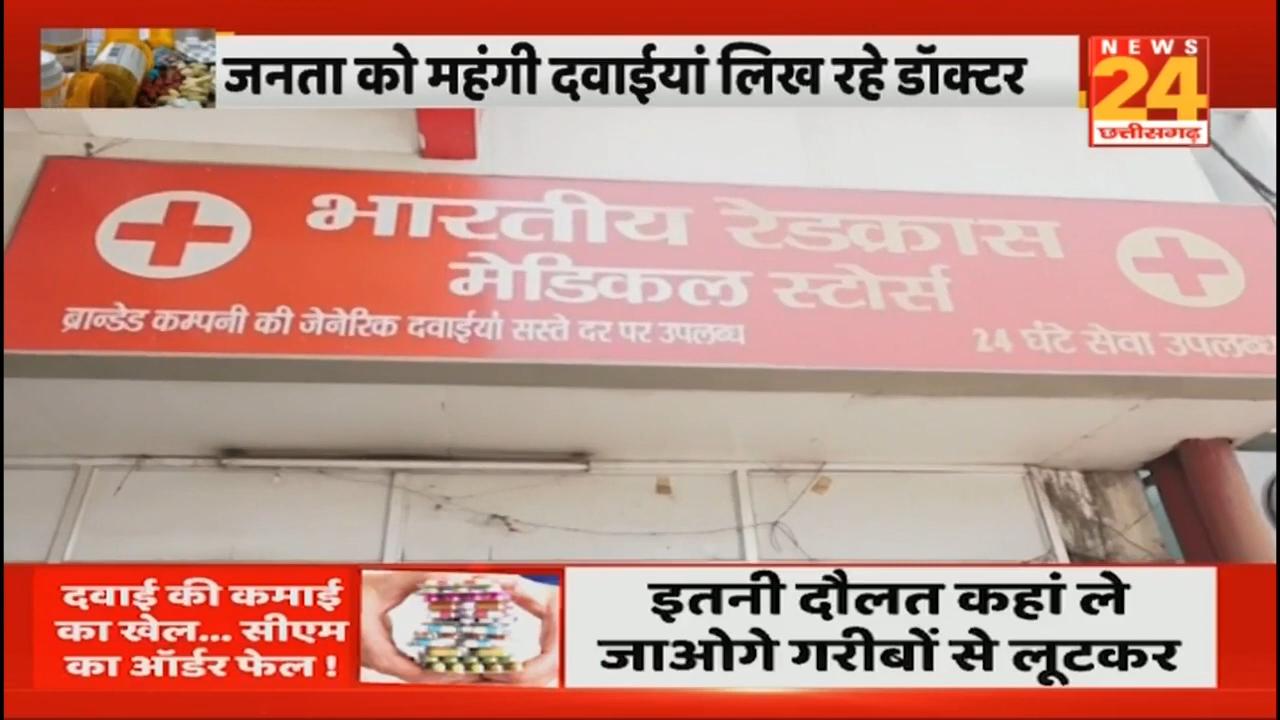 जनता को महंगी दवाईयां लिख रहे डॉक्टर
NEWS
24
छत्तीसगढ़
भारतीय रेडक्रास
मेडिकल स्टोर्स
ब्रान्डेड कम्पनी की जेनेरिक दवाईयां सस्ते दर पर उपलब्ध
24 घंटे सेवा उपलब्ध
दवाई की कमाई
का खेल... सीएम
का ऑर्डर फेल !
इतनी दौलत कहां ले
जाओगे गरीबों से लूटकर